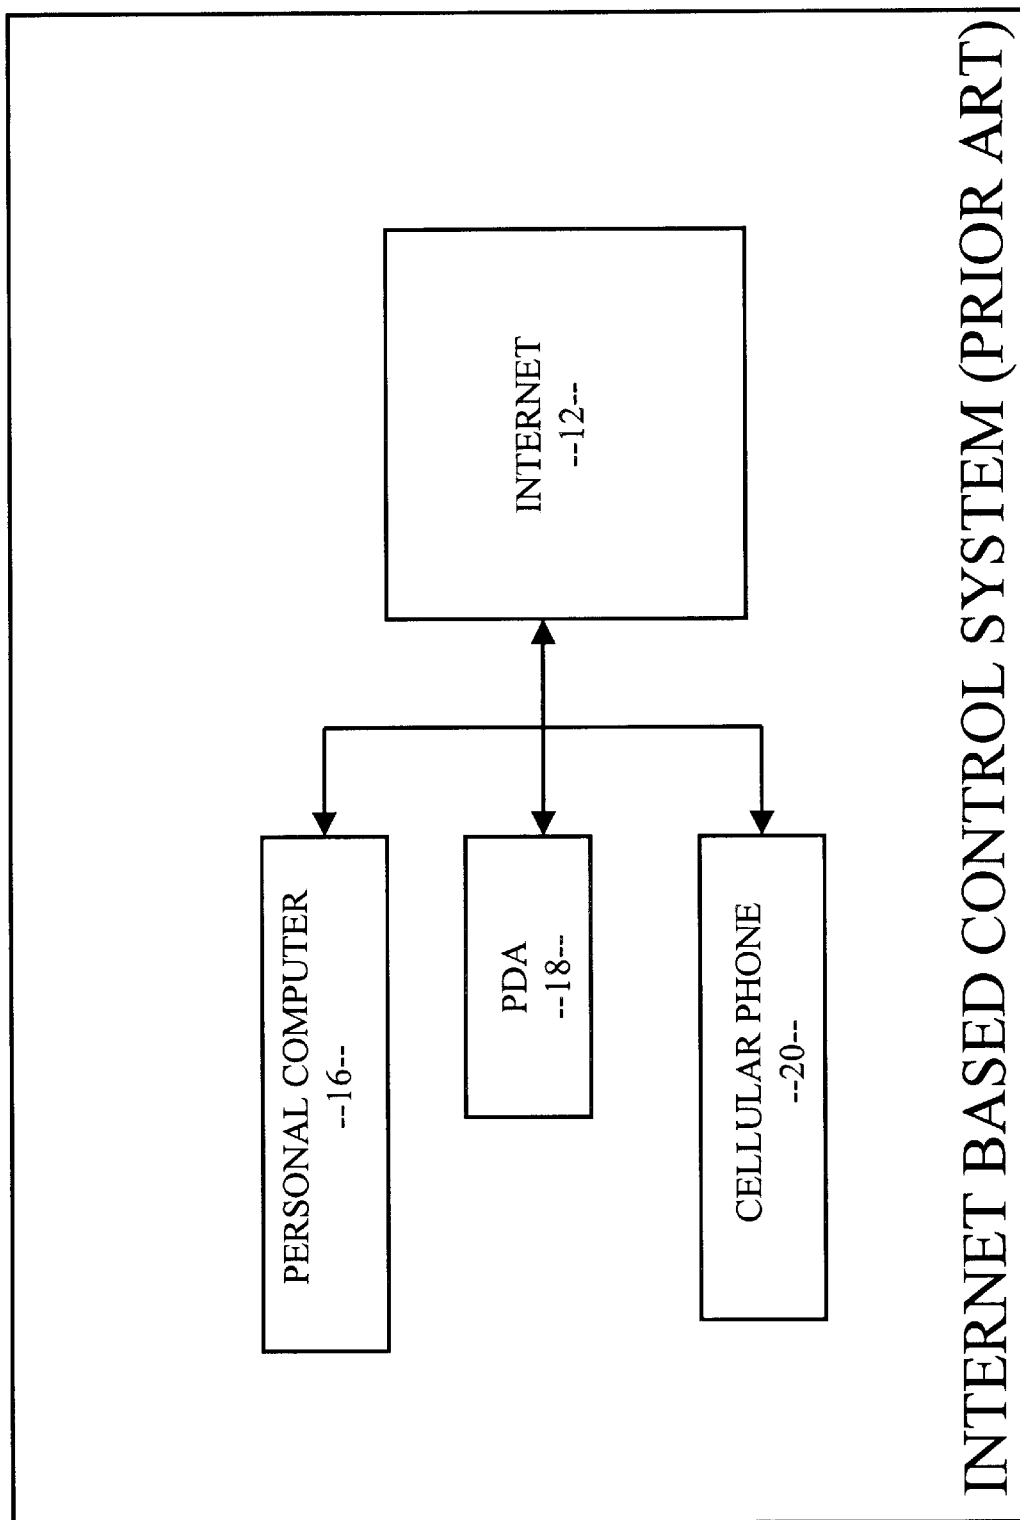 PERSONAL COMPUTER
--16--
PDA
--18--
CELLULAR PHONE
--20--
INTERNET
--12--
INTERNET BASED CONTROL SYSTEM (PRIOR ART)